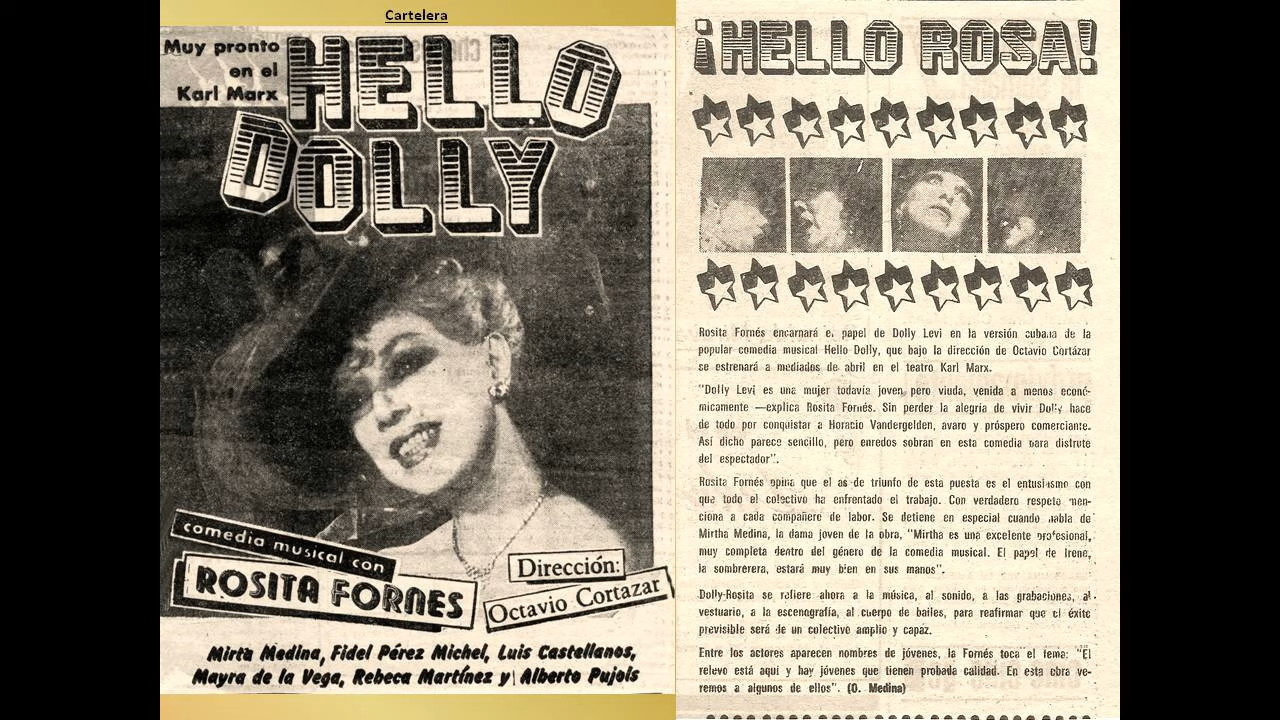 Cartelera
Muy pronto
en el
Karl Marx
HELLO
DOLLY
comedia musical con
ROSITA FORNES
Dirección:
Octavio Cortazar
Mirta Medina, Fidel Pérez Michel, Luis Castellanos,
Mayra de la Vega, Rebeca Martínez y Alberto Pujols
¡HELLO ROSA!
Rosita Fornés encarnará el papel de Dolly Levi en la versión cubana de la
popular comedia musical Hello Dolly, que bajo la dirección de Octavio Cortázar
se estrenará a mediados de abril en el teatro Karl Marx.
"Dolly Levi es una mujer todavía joven pero viuda, venida a menos econó-
micamente —explica Rosita Fornés. Sin perder la alegría de vivir Dolly hace
de todo por conquistar a Horacio Vandergelden, avaro y próspero comerciante.
Así dicho parece sencillo, pero enredos sobran en esta comedia para disfrute
del espectador".
Rosita Fornés opina que el as de triunfo de esta puesta es el entusiasmo con
que todo el colectivo ha enfrentado el trabajo. Con verdadero respeto men-
ciona a cada compañero de labor. Se detiene en especial cuando habla de
Mirtha Medina, la dama joven de la obra, "Mirtha es una excelente profesional,
muy completa dentro del género de la comedia musical. El papel de Irene,
la sombrerera, estará muy bien en sus manos".
Dolly-Rosita se refiere ahora a la música, al sonido, a las grabaciones, al
vestuario, a la escenografía, al cuerpo de bailes, para reafirmar que el éxito
previsible será de un colectivo amplio y capaz.
Entre los actores aparecen nombres de jóvenes, la Fornés toca el tema: "El
relevo está aquí y hay jóvenes que tienen probada calidad. En esta obra ve-
remos a algunos de ellos". (O. Medina)